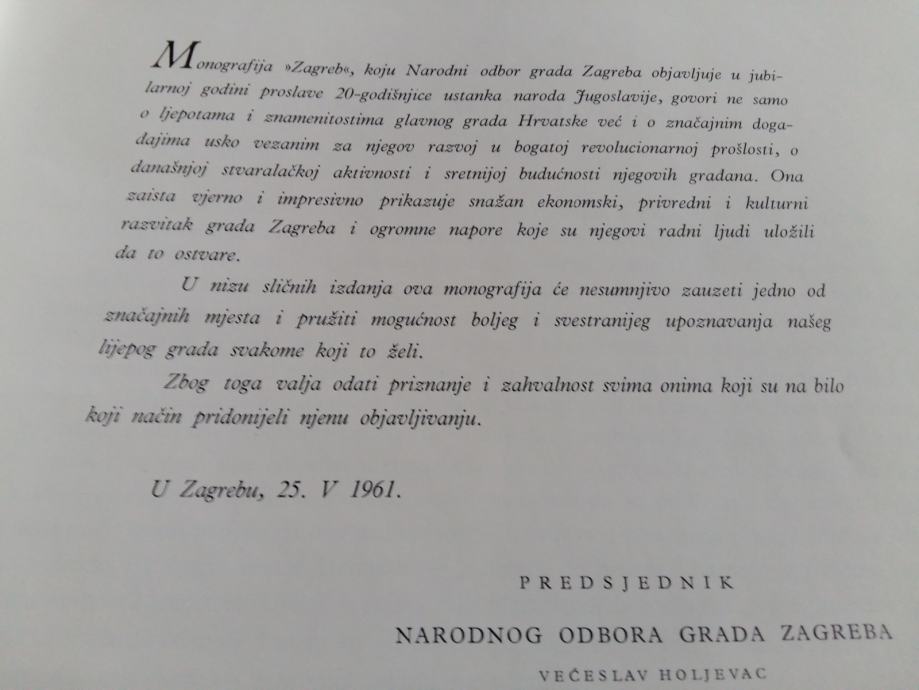 Monografija »Zagreb«, koju Narodni odbor grada Zagreba objavljuje u jubi-
larnoj godini proslave 20-godišnjice ustanka naroda Jugoslavije, govori ne samo
o ljepotama i znamenitostima glavnog grada Hrvatske već i o značajnim doga-
đajima usko vezanim za njegov razvoj u bogatoj revolucionarnoj prošlosti, o
današnjoj stvaralačkoj aktivnosti i sretnijoj budućnosti njegovih građana. Ona
zaista vjerno i impresivno prikazuje snažan ekonomski, privredni i kulturni
razvitak grada Zagreba i ogromne napore koje su njegovi radni ljudi uložili
da to ostvare.
U nizu sličnih izdanja ova monografija će nesumnjivo zauzeti jedno od
značajnih mjesta i pružiti mogućnost boljeg i svestranijeg upoznavanja našeg
lijepog grada svakome koji to želi.
Zbog toga valja odati priznanje i zahvalnost svima onima koji su na bilo
koji način pridonijeli njenu objavljivanju.
U Zagrebu, 25. V 1961.
PREDSJEDNIK
NARODNOG ODBORA GRADA ZAGREBA
VEĆESLAV HOLJEVAC